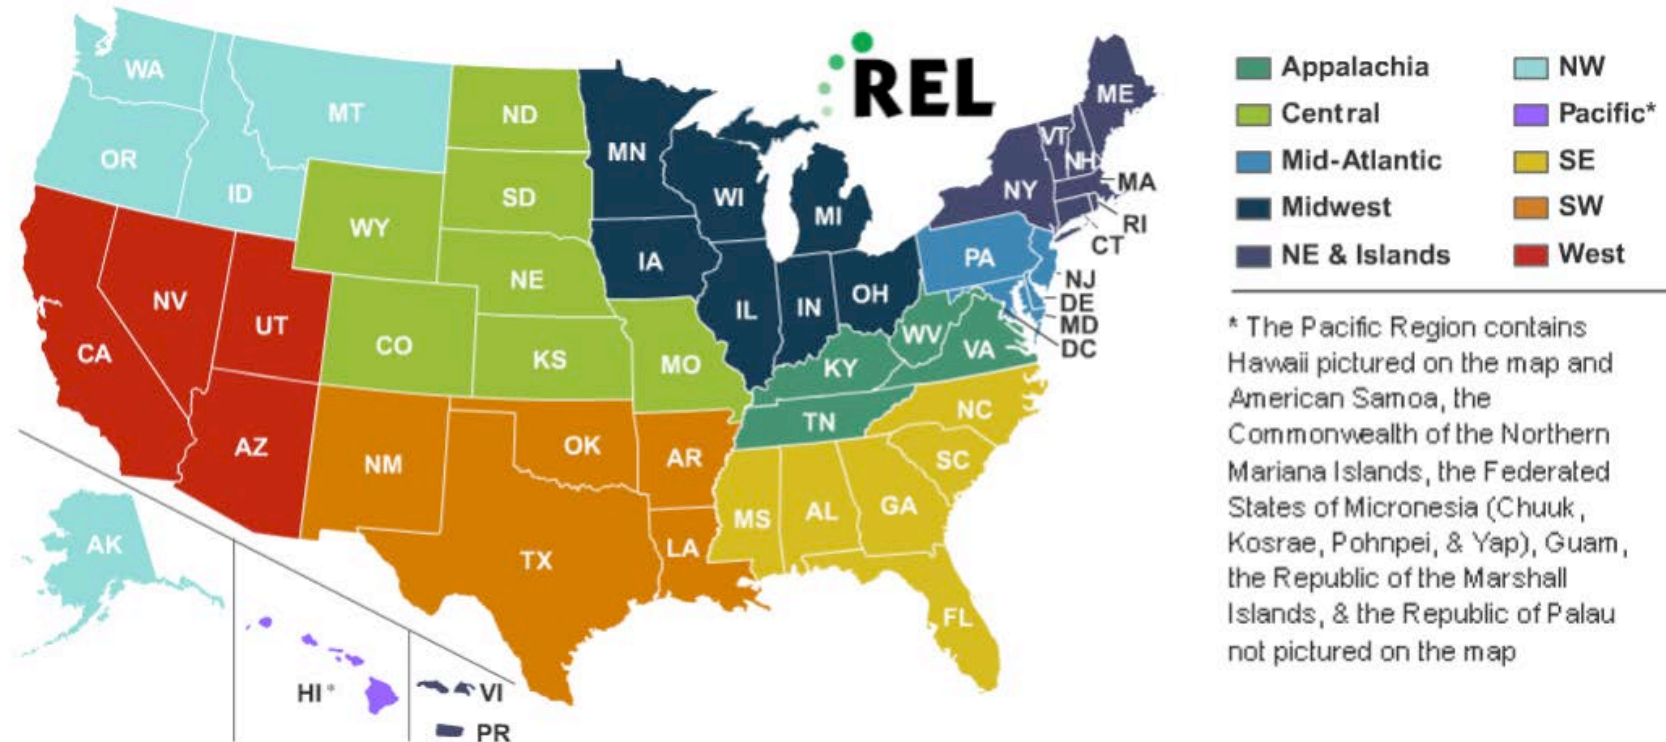 REL
WA
MT
ND
MN
ME
VT
NH
OR
ID
SD
WI
MI
NY
MA
RI
CT
WY
IA
PA
NV
UT
NE
IL
IN
OH
NJ
DE
MD
DC
CA
CO
KS
MO
KY
WV
VA
AZ
NM
OK
AR
TN
NC
SC
MS
AL
GA
TX
LA
FL
AK
HI*
VI
PR
Appalachia
Central
Mid-Atlantic
Midwest
NE & Islands
NW
Pacific*
SE
SW
West
* The Pacific Region contains
Hawaii pictured on the map and
American Samoa, the
Commonwealth of the Northern
Mariana Islands, the Federated
States of Micronesia (Chuuk,
Kosrae, Pohnpei, & Yap), Guam,
the Republic of the Marshall
Islands, & the Republic of Palau
not pictured on the map